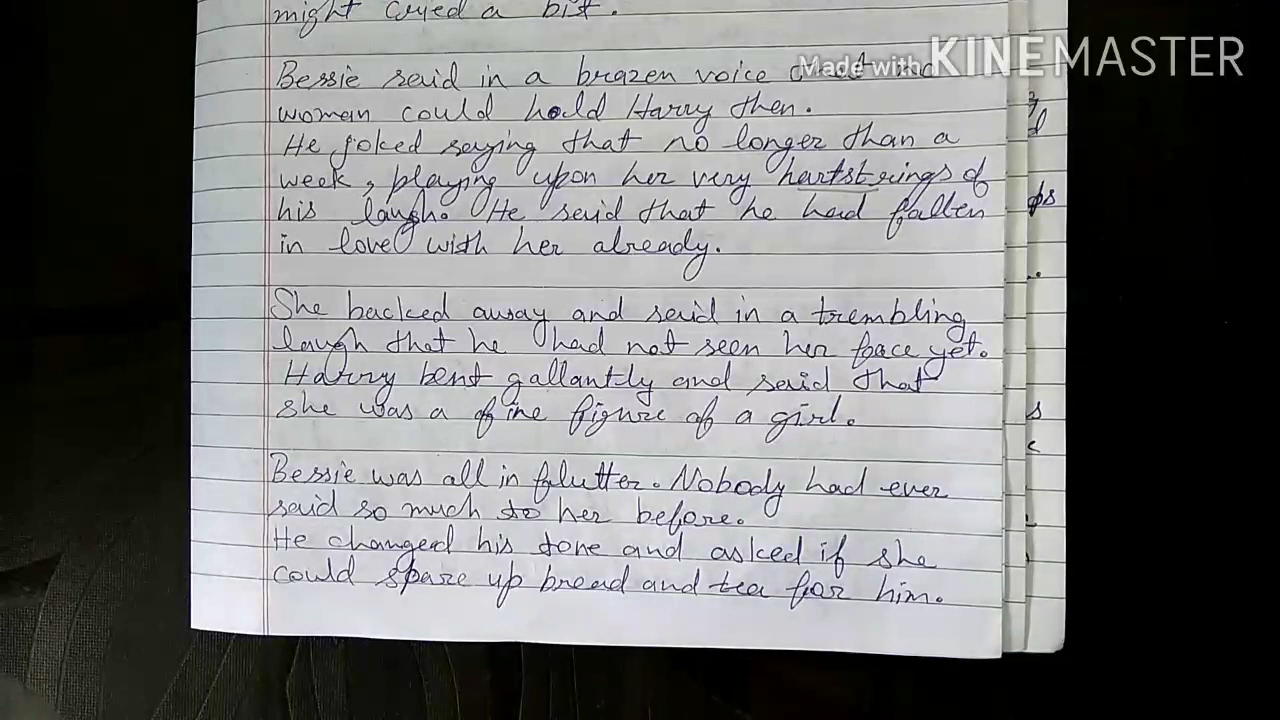 might cryed a bit.
Made with KINEMASTER
Bessie said in a brazen voice that no
woman could hold Harry then.
He joked saying that no longer than a
week, playing upon her very hartstrings of
his laugh. He said that he had fallen
in love with her already.
She backed away and said in a trembling
laugh that he had not seen her face yet.
Harry bent gallantly and said that
she was a fine figure of a girl.
Bessie was all in flutter. Nobody had ever
said so much to her before.
He changed his tone and asked if she
could spare up bread and tea for him.